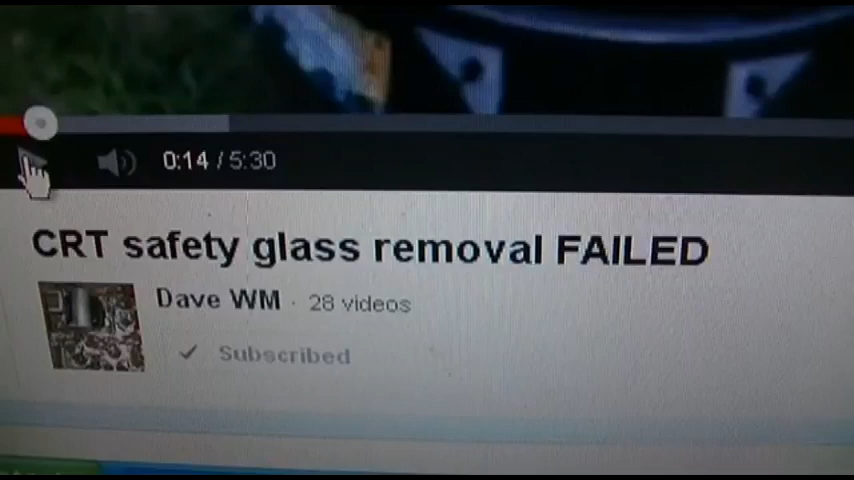 0:14 / 5:30
CRT safety glass removal FAILED
Dave WM · 28 videos
✓ Subscribed